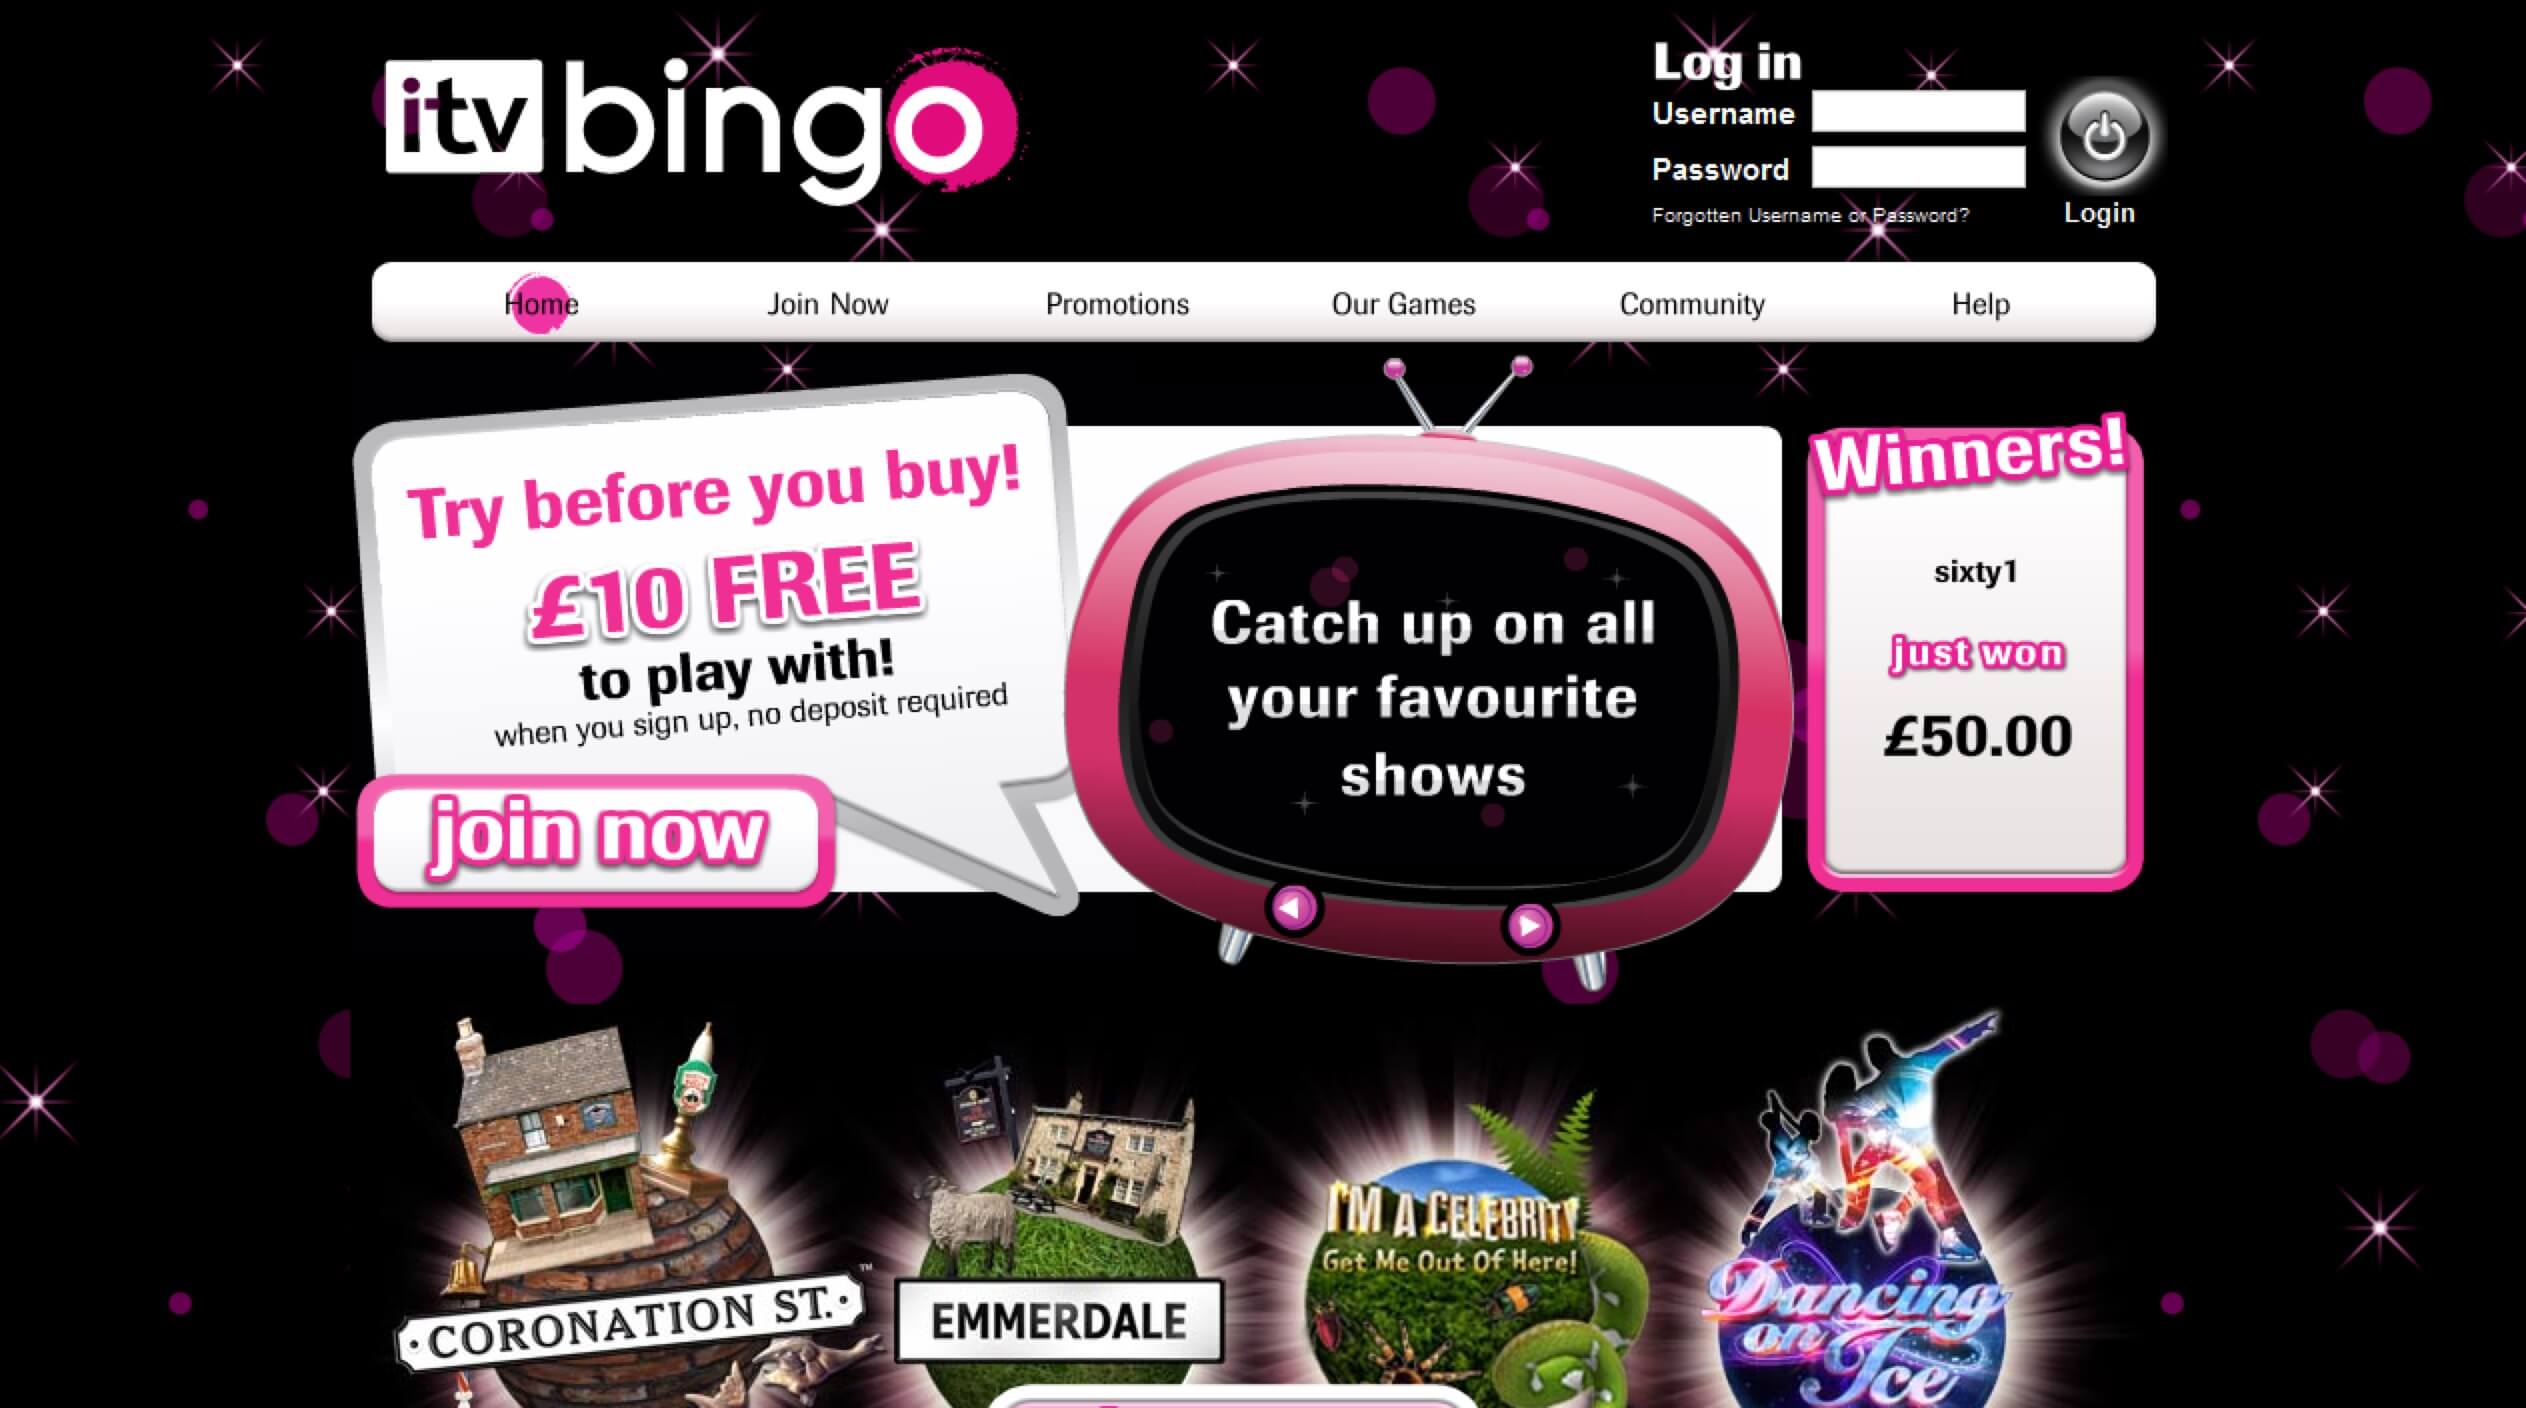 itv bingo
Log in
Username
Password
Forgotten Username or Password?
Login
Home
Join Now
Promotions
Our Games
Community
Help
Try before you buy!
£10 FREE
to play with!
when you sign up, no deposit required
join now
Catch up on all
your favourite
shows
Winners!
sixty1
just won
£50.00
CORONATION ST.
™
EMMERDALE
I'M A CELEBRITY
Get Me Out Of Here!
Dancing
on Ice